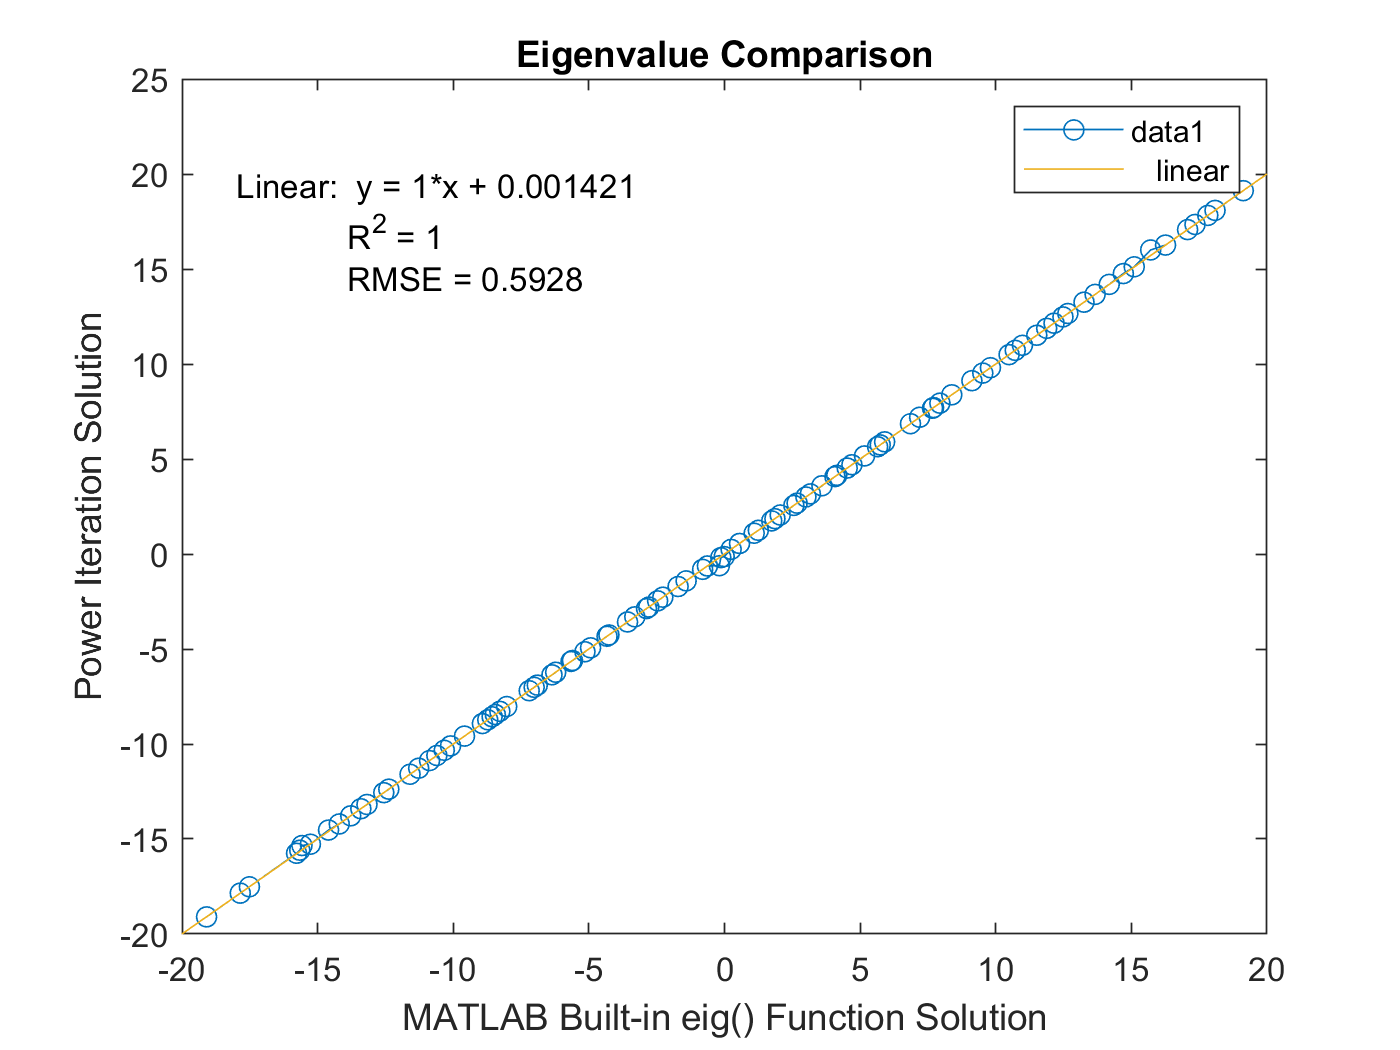 Eigenvalue Comparison
25
20
15
10
5
0
-5
-10
-15
-20
Linear: y = 1*x + 0.001421
R² = 1
RMSE = 0.5928
data1
linear
Power Iteration Solution
-20 -15 -10 -5 0 5 10 15 20
MATLAB Built-in eig() Function Solution